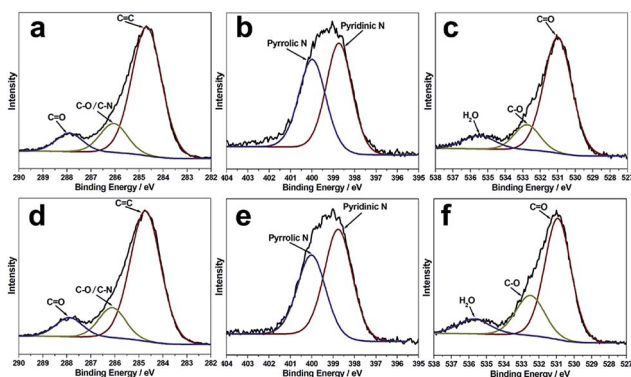 a
C=C
C-O/C-N
C=O
Intensity
290 289 288 287 286 285 284 283 282
Binding Energy / eV
b
Pyridinic N
Pyrrolic N
Intensity
404 403 402 401 400 399 398 397 396 395
Binding Energy / eV
c
C=O
C-O
H2O
Intensity
538 537 536 535 534 533 532 531 530 529 528 527
Binding Energy / eV
d
C=C
C-O/C-N
C=O
Intensity
290 289 288 287 286 285 284 283 282
Binding Energy / eV
e
Pyridinic N
Pyrrolic N
Intensity
404 403 402 401 400 399 398 397 396 395
Binding Energy / eV
f
C=O
C-O
H2O
Intensity
538 537 536 535 534 533 532 531 530 529 528 527
Binding Energy / eV